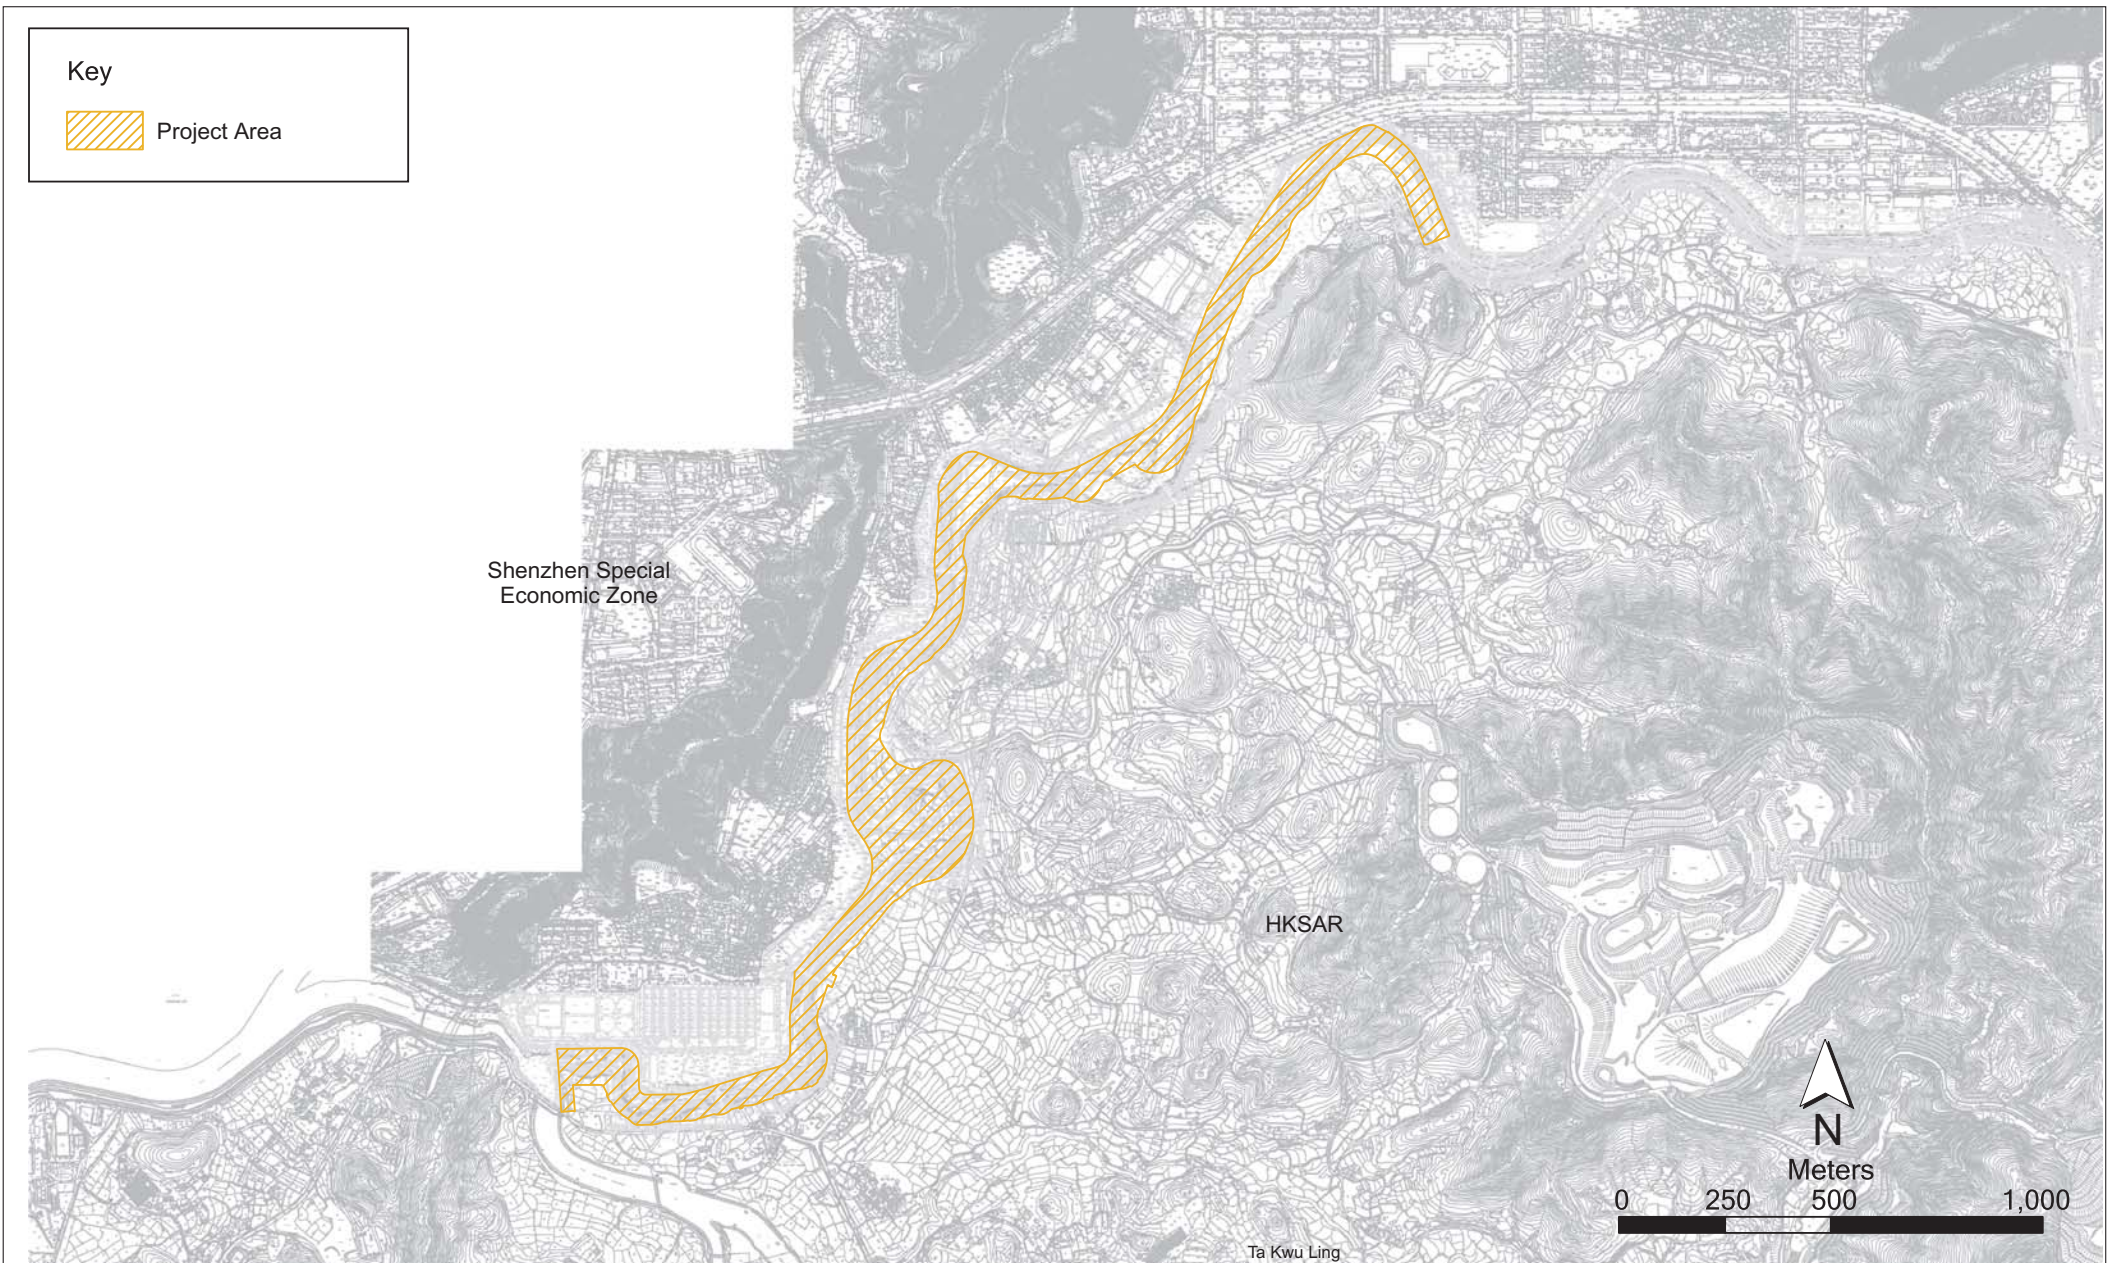 Key
Project Area
Shenzhen Special
Economic Zone
HKSAR
N
Meters
0 250 500 1,000
Ta Kwu Ling